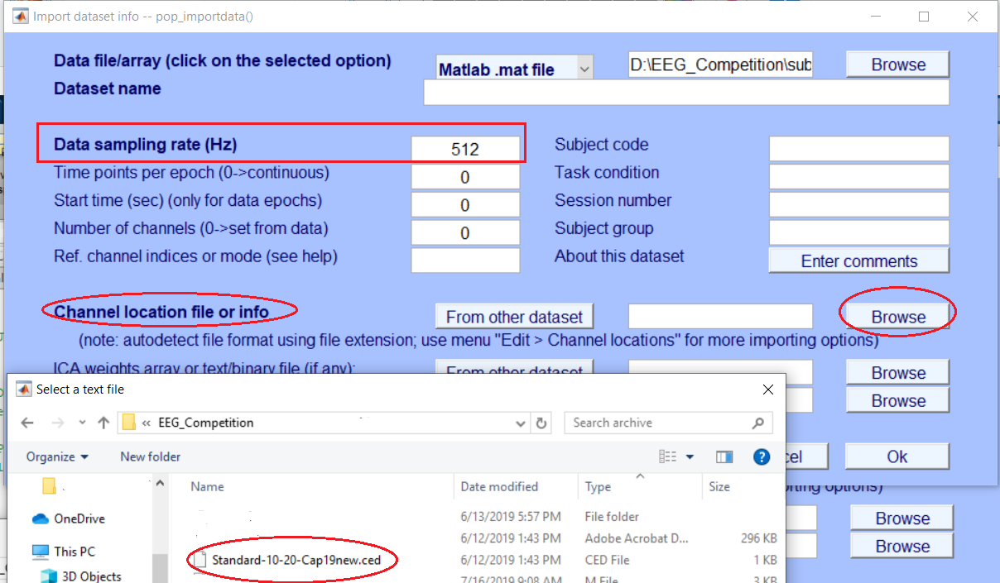 Import dataset info -- pop_importdata()
Data file/array (click on the selected option)
Matlab .mat file
D:\EEG_Competition\sub
Browse
Dataset name
Data sampling rate (Hz)
512
Subject code
Time points per epoch (0->continuous)
0
Task condition
Start time (sec) (only for data epochs)
0
Session number
Number of channels (0->set from data)
0
Subject group
Ref. channel indices or mode (see help)
About this dataset
Enter comments
Channel location file or info
From other dataset
Browse
(note: autodetect file format using file extension; use menu "Edit > Channel locations" for more importing options)
ICA weights array or text/binary file (if any):
From other dataset
Browse
Browse
Select a text file
« EEG_Competition
Search archive
Organize
New folder
cel
Ok
Name
Date modified
Type
Size
rting options)
6/13/2019 5:57 PM
File folder
OneDrive
Browse
6/12/2019 1:43 PM
Adobe Acrobat D...
296 KB
This PC
Standard-10-20-Cap19new.ced
6/12/2019 1:43 PM
CED File
1 KB
Browse
3D Objects
7/16/2019 9:08 AM
M File
3 KB